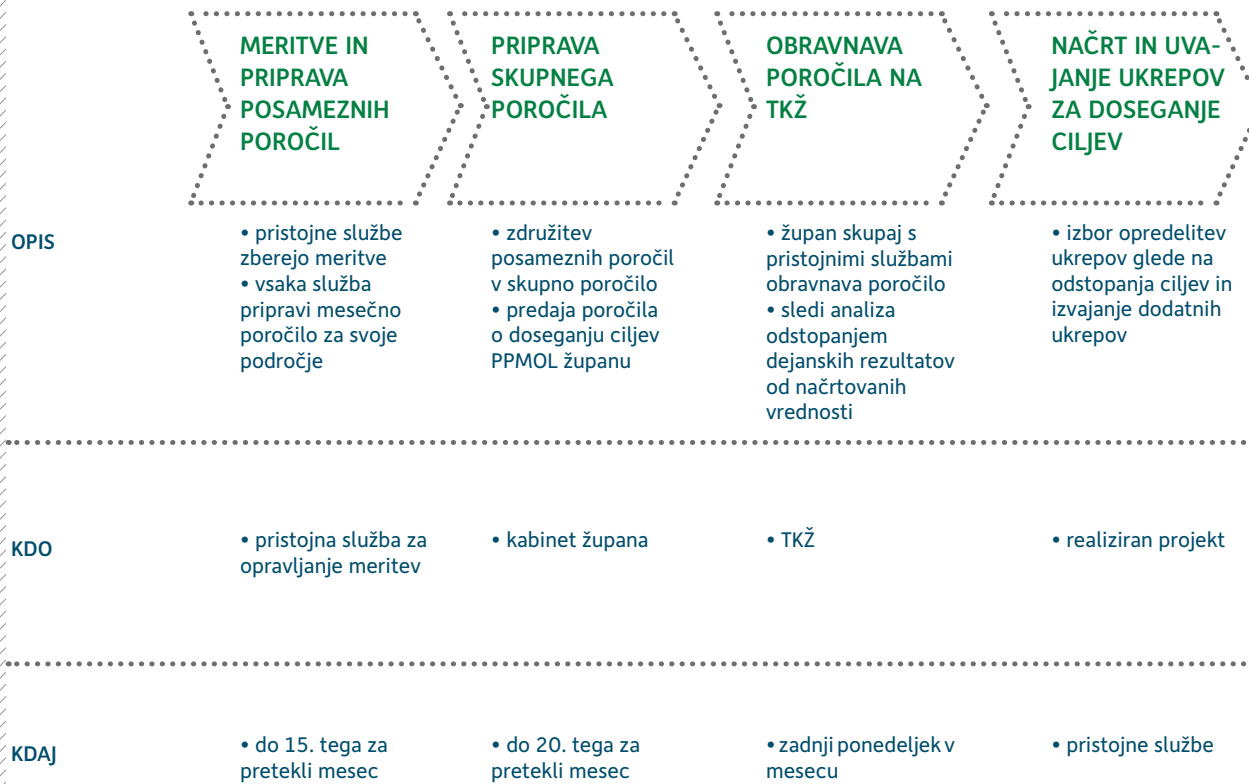 MERITVE IN
PRIPRAVA
POSAMEZNIH
POROČIL
PRIPRAVA
SKUPNEGA
POROČILA
OBRAVNAVA
POROČILA NA
TKŽ
NAČRT IN UVA-
JANJE UKREPOV
ZA DOSEGANJE
CILJEV
OPIS
• pristojne službe
zberejo meritve
• vsaka služba
pripravi mesečno
poročilo za svoje
področje
• združitev
posameznih poročil
v skupno poročilo
• predaja poročila
o doseganju ciljev
PPMOL županu
• župan skupaj s
pristojnimi službami
obravnava poročilo
• sledi analiza
odstopanjem
dejanskih rezultatov
od načrtovanih
vrednosti
• izbor opredelitev
ukrepov glede na
odstopanja ciljev in
izvajanje dodatnih
ukrepov
KDO
• pristojna služba za
opravljanje meritev
• kabinet župana
• TKŽ
• realiziran projekt
KDAJ
• do 15. tega za
pretekli mesec
• do 20. tega za
pretekli mesec
• zadnji ponedeljek v
mesecu
• pristojne službe